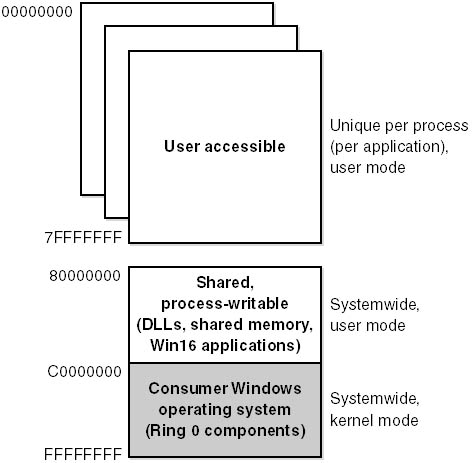 00000000
User accessible
Unique per process
(per application),
user mode
7FFFFFFF
80000000
Shared,
process-writable
(DLLs, shared memory,
Win16 applications)
Systemwide,
user mode
C0000000
Consumer Windows
operating system
(Ring 0 components)
Systemwide,
kernel mode
FFFFFFFF